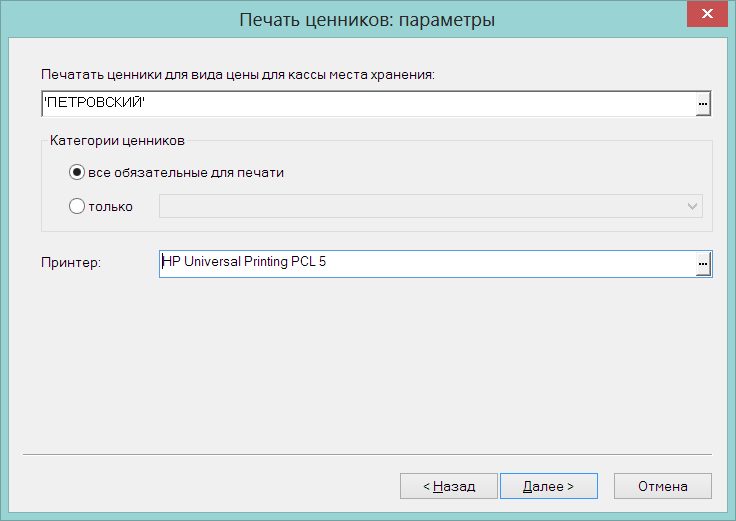 Печать ценников: параметры
Печатать ценники для вида цены для кассы места хранения:
'ПЕТРОВСКИЙ'
...
Категории ценников
все обязательные для печати
только
Принтер:
HP Universal Printing PCL 5
...
< Назад
Далее >
Отмена